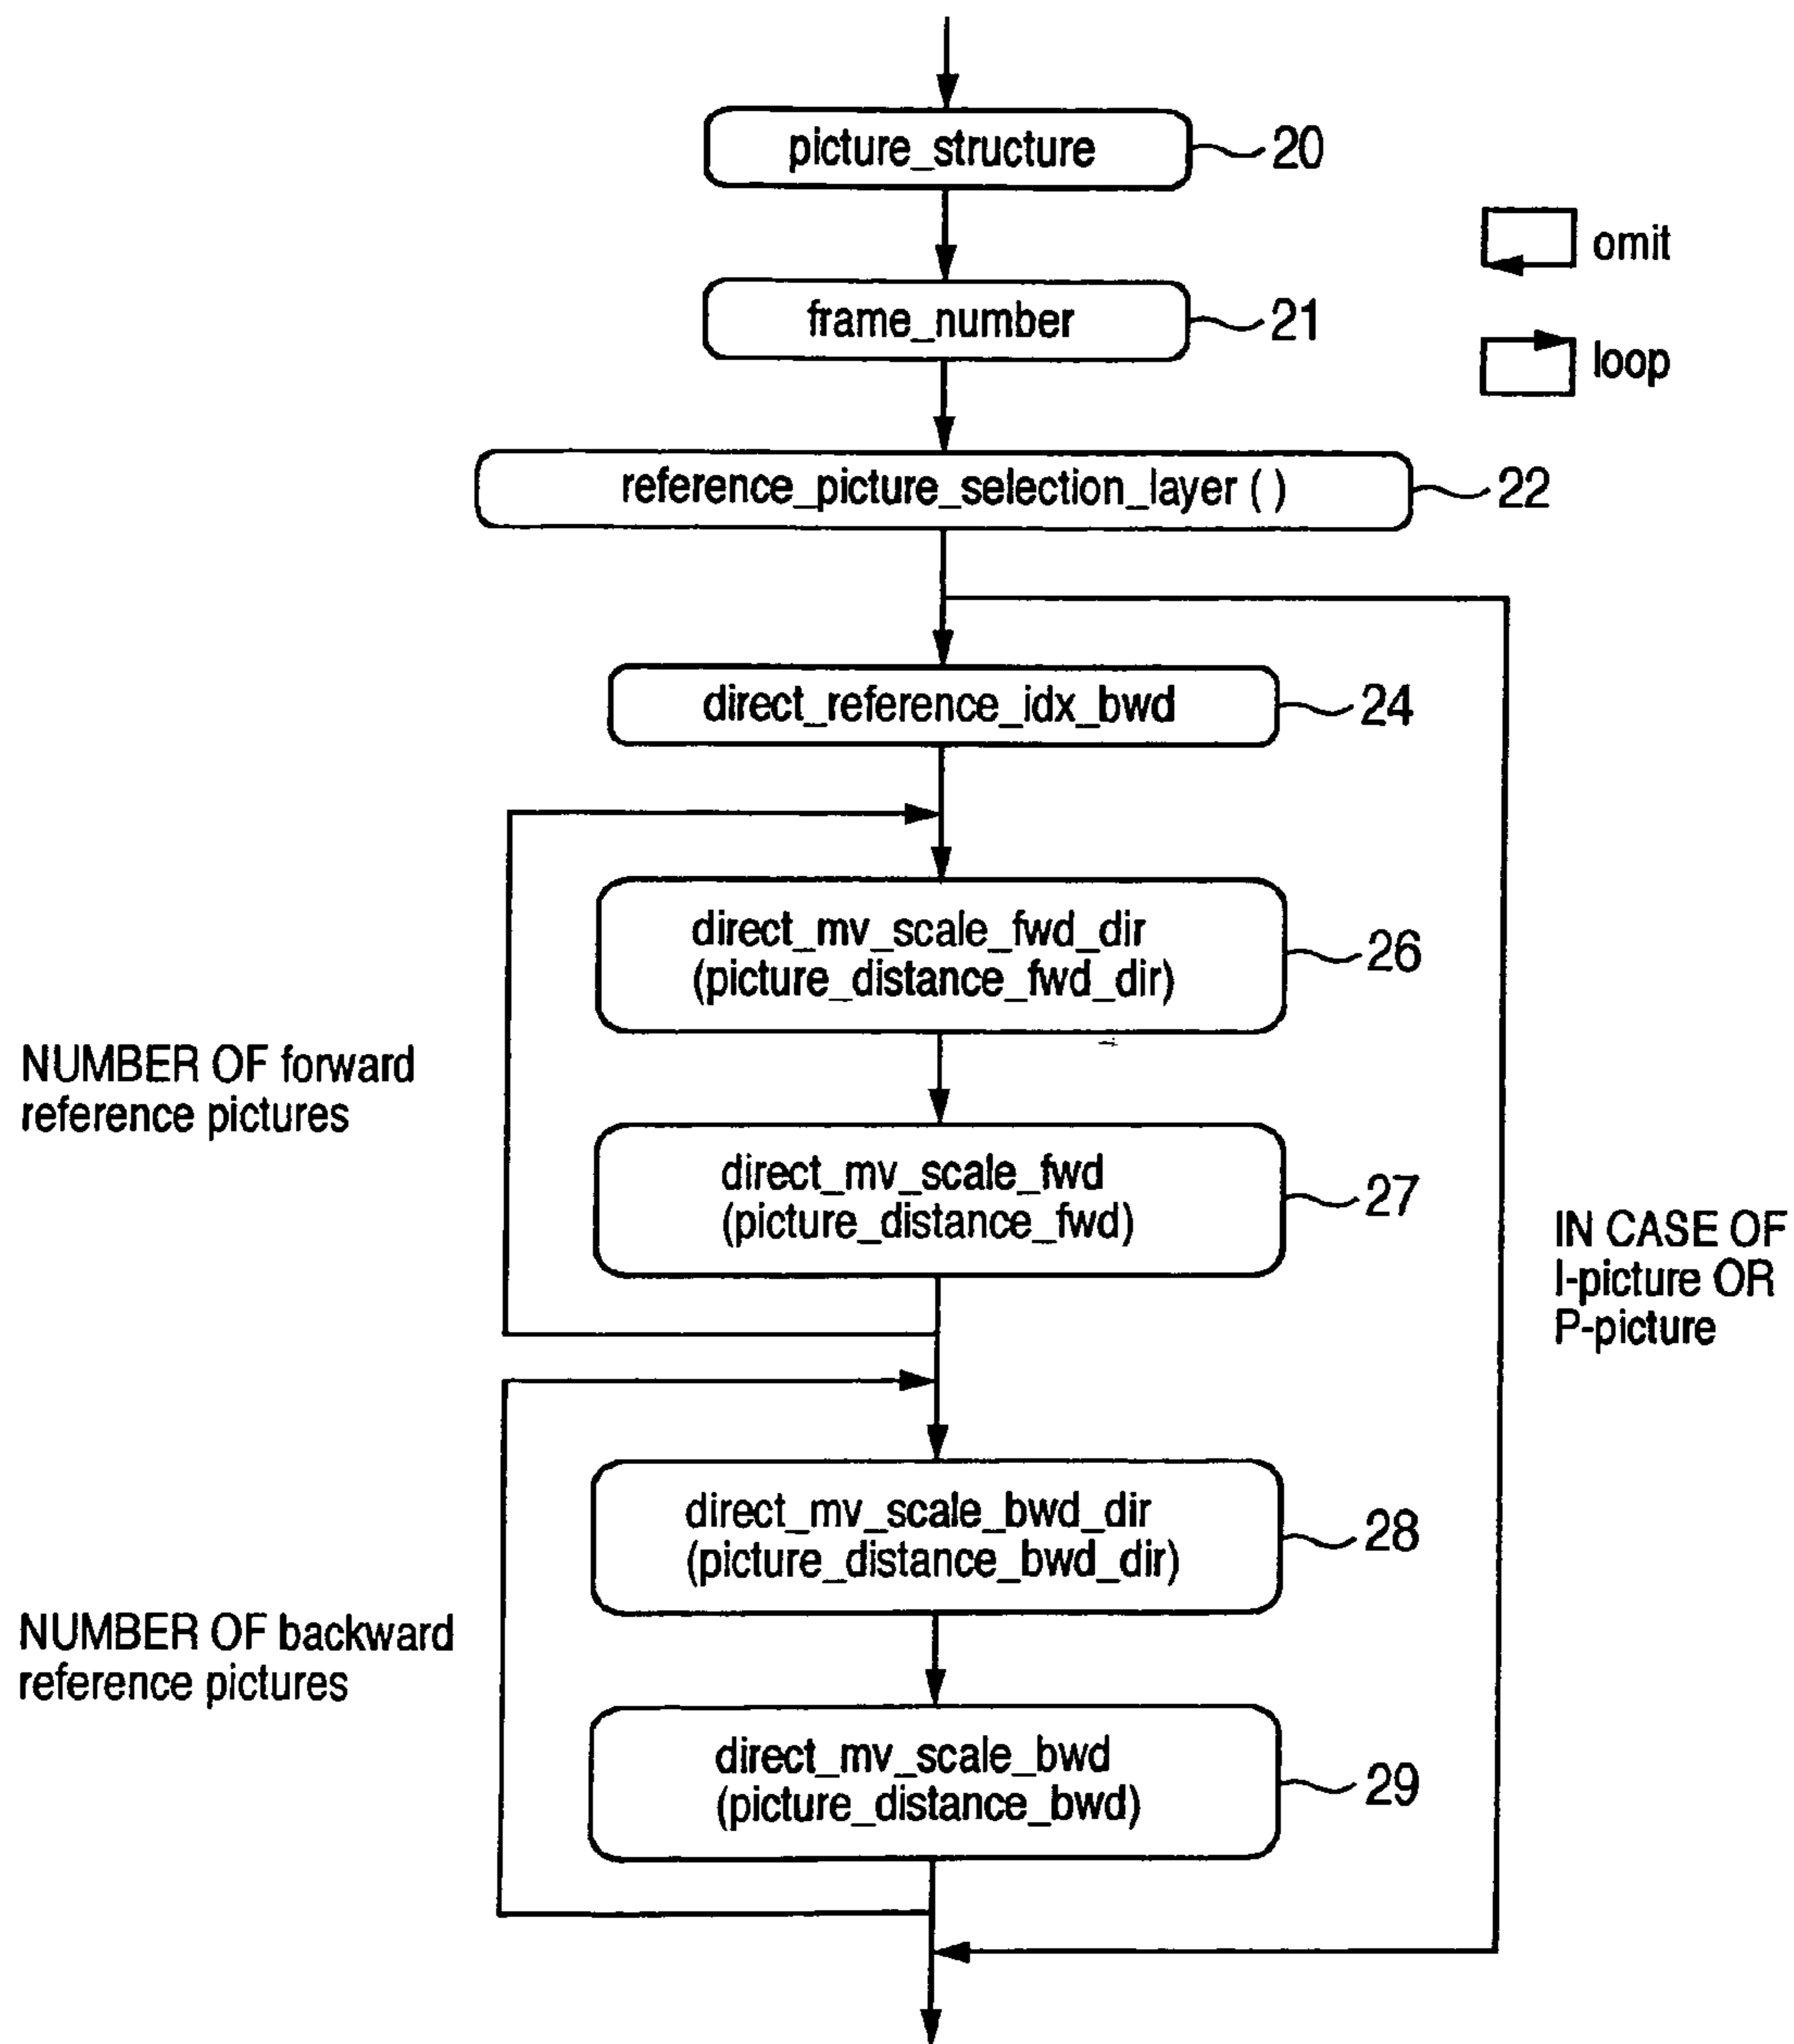 picture_structure
20
omit
frame_number
21
loop
reference_picture_selection_layer ( )
22
direct_reference_idx_bwd
24
direct_mv_scale_fwd_dir
(picture_distance_fwd_dir)
26
NUMBER OF forward
reference pictures
direct_mv_scale_fwd
(picture_distance_fwd)
27
IN CASE OF
I-picture OR
P-picture
direct_mv_scale_bwd_dir
(picture_distance_bwd_dir)
28
NUMBER OF backward
reference pictures
direct_mv_scale_bwd
(picture_distance_bwd)
29